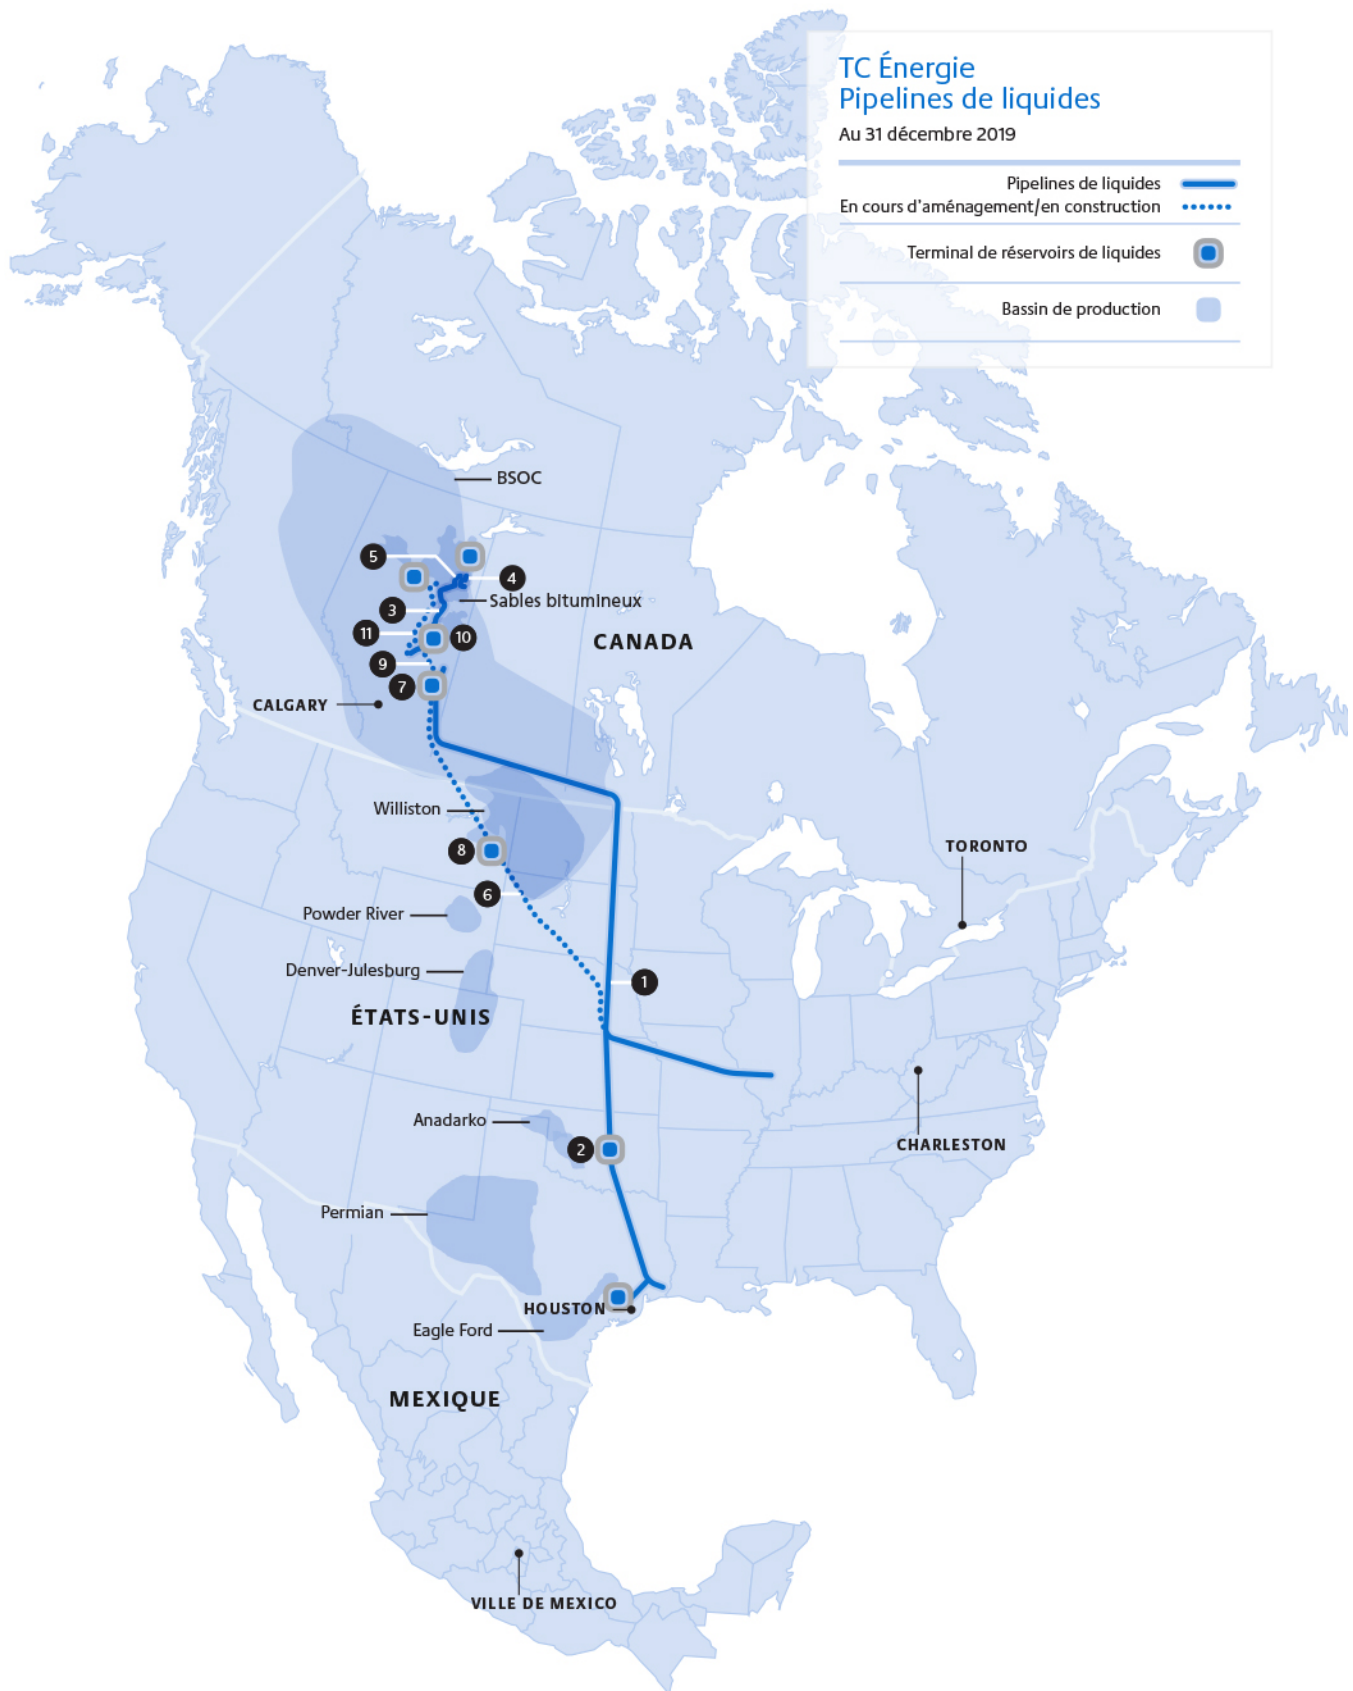 TC Énergie
Pipelines de liquides
Au 31 décembre 2019
Pipelines de liquides
En cours d'aménagement/en construction
Terminal de réservoirs de liquides
Bassin de production
BSOC
5
4
Sables bitumineux
3
11
10
CANADA
9
7
CALGARY
Williston
8
TORONTO
6
Powder River
Denver-Julesburg
1
ÉTATS-UNIS
Anadarko
2
CHARLESTON
Permian
HOUSTON
Eagle Ford
MEXIQUE
VILLE DE MEXICO